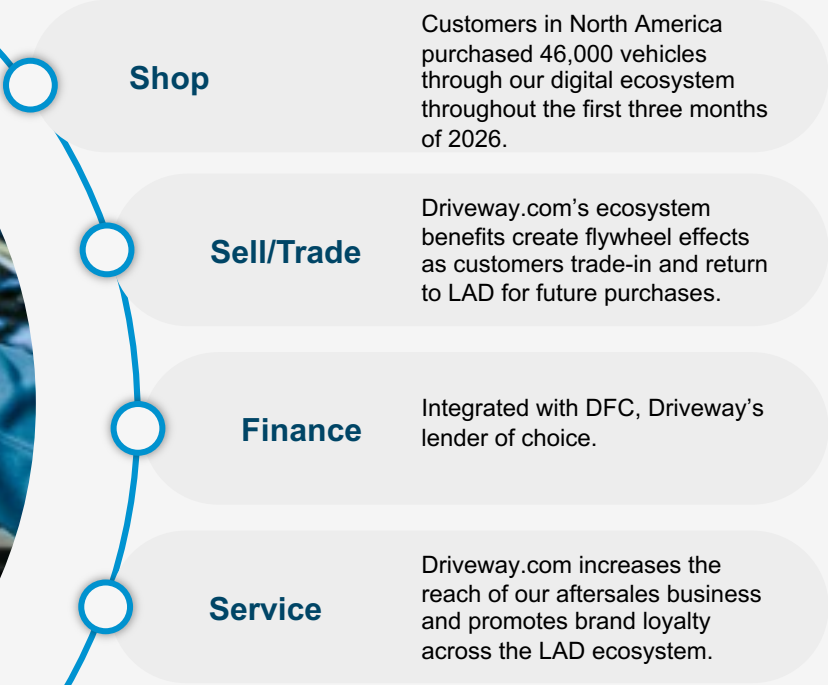 Shop
Customers in North America
purchased 46,000 vehicles
through our digital ecosystem
throughout the first three months
of 2026.
Sell/Trade
Driveway.com’s ecosystem
benefits create flywheel effects
as customers trade-in and return
to LAD for future purchases.
Finance
Integrated with DFC, Driveway’s
lender of choice.
Service
Driveway.com increases the
reach of our aftersales business
and promotes brand loyalty
across the LAD ecosystem.